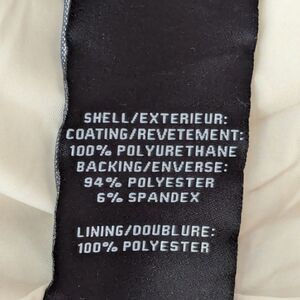 SHELL/EXTERIEUR:
COATING/REVETEMENT:
100% POLYURETHANE
BACKING/ENVERSE:
94% POLYESTER
6% SPANDEX
LINING/DOUBLURE:
100% POLYESTER